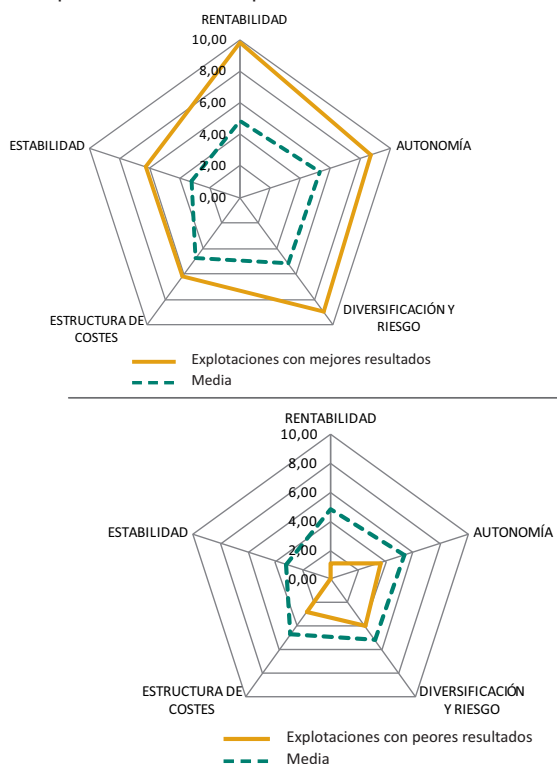 RENTABILIDAD
10,00
8,00
6,00
4,00
2,00
0,00
ESTABILIDAD
AUTONOMÍA
ESTRUCTURA DE
COSTES
DIVERSIFICACIÓN Y
RIESGO
Explotaciones con mejores resultados
Media
RENTABILIDAD
10,00
8,00
6,00
4,00
2,00
0,00
ESTABILIDAD
AUTONOMÍA
ESTRUCTURA DE
COSTES
DIVERSIFICACIÓN
Y RIESGO
Explotaciones con peores resultados
Media